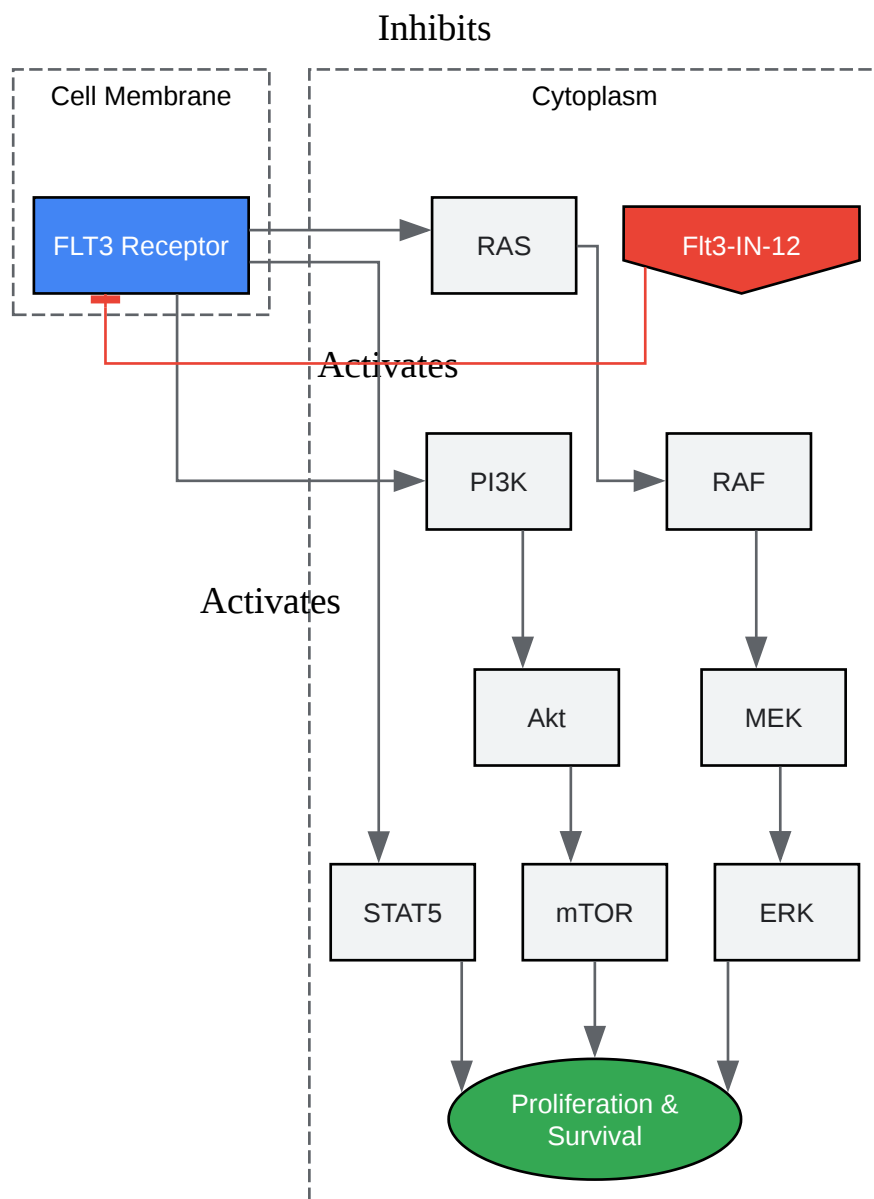 Inhibits
Cell Membrane
Cytoplasm
FLT3 Receptor
RAS
Flt3-IN-12
Activates
PI3K
RAF
Activates
Akt
MEK
STAT5
mTOR
ERK
Proliferation &
Survival